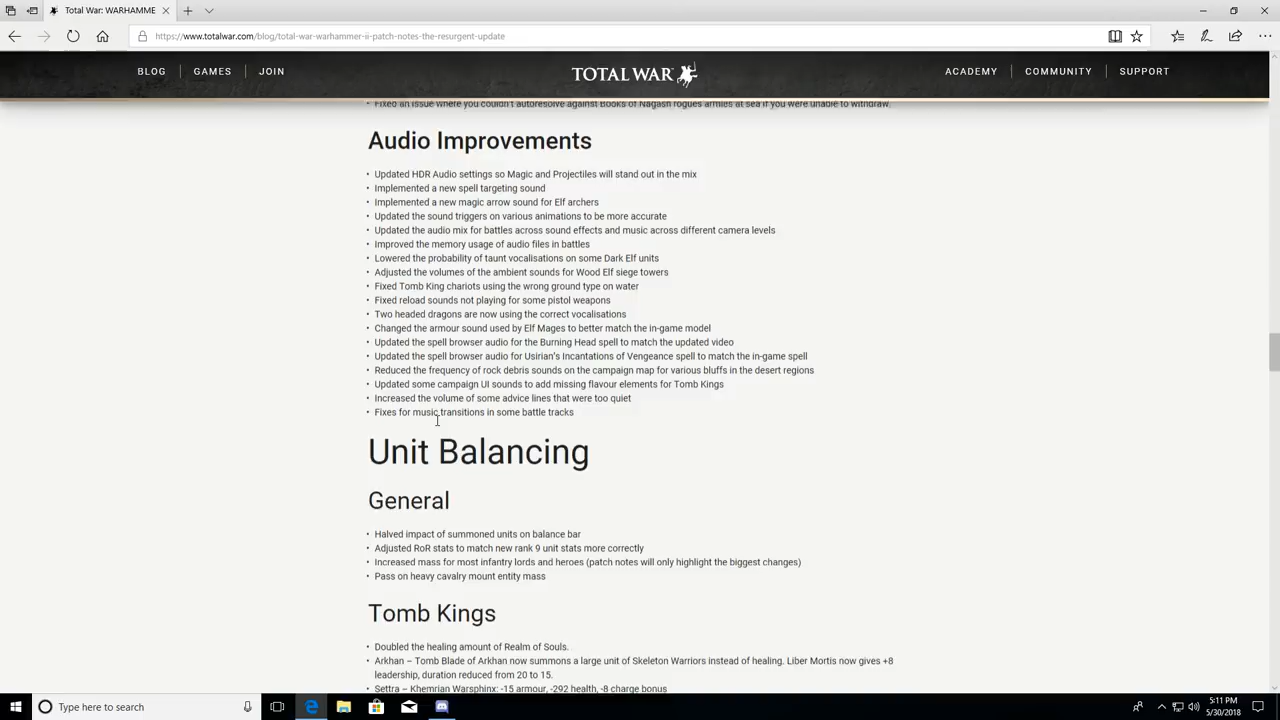 Total War: WARHAMME
https://www.totalwar.com/blog/total-war-warhammer-ii-patch-notes-the-resurgent-update
BLOG GAMES JOIN TOTAL WAR ACADEMY COMMUNITY SUPPORT
• Fixed an issue where you couldn't autoresolve against Books of Nagash rogues armies at sea if you were unable to withdraw.
Audio Improvements
• Updated HDR Audio settings so Magic and Projectiles will stand out in the mix
• Implemented a new spell targeting sound
• Implemented a new magic arrow sound for Elf archers
• Updated the sound triggers on various animations to be more accurate
• Updated the audio mix for battles across sound effects and music across different camera levels
• Improved the memory usage of audio files in battles
• Lowered the probability of taunt vocalisations on some Dark Elf units
• Adjusted the volumes of the ambient sounds for Wood Elf siege towers
• Fixed Tomb King chariots using the wrong ground type on water
• Fixed reload sounds not playing for some pistol weapons
• Two headed dragons are now using the correct vocalisations
• Changed the armour sound used by Elf Mages to better match the in-game model
• Updated the spell browser audio for the Burning Head spell to match the updated video
• Updated the spell browser audio for Usirian's Incantations of Vengeance spell to match the in-game spell
• Reduced the frequency of rock debris sounds on the campaign map for various bluffs in the desert regions
• Updated some campaign UI sounds to add missing flavour elements for Tomb Kings
• Increased the volume of some advice lines that were too quiet
• Fixes for music transitions in some battle tracks
Unit Balancing
General
• Halved impact of summoned units on balance bar
• Adjusted RoR stats to match new rank 9 unit stats more correctly
• Increased mass for most infantry lords and heroes (patch notes will only highlight the biggest changes)
• Pass on heavy cavalry mount entity mass
Tomb Kings
• Doubled the healing amount of Realm of Souls.
• Arkhan – Tomb Blade of Arkhan now summons a large unit of Skeleton Warriors instead of healing. Liber Mortis now gives +8
leadership, duration reduced from 20 to 15.
• Settra – Khemrian Warsphinx: -15 armour, -292 health, -8 charge bonus
Type here to search
5:11 PM
5/30/2018